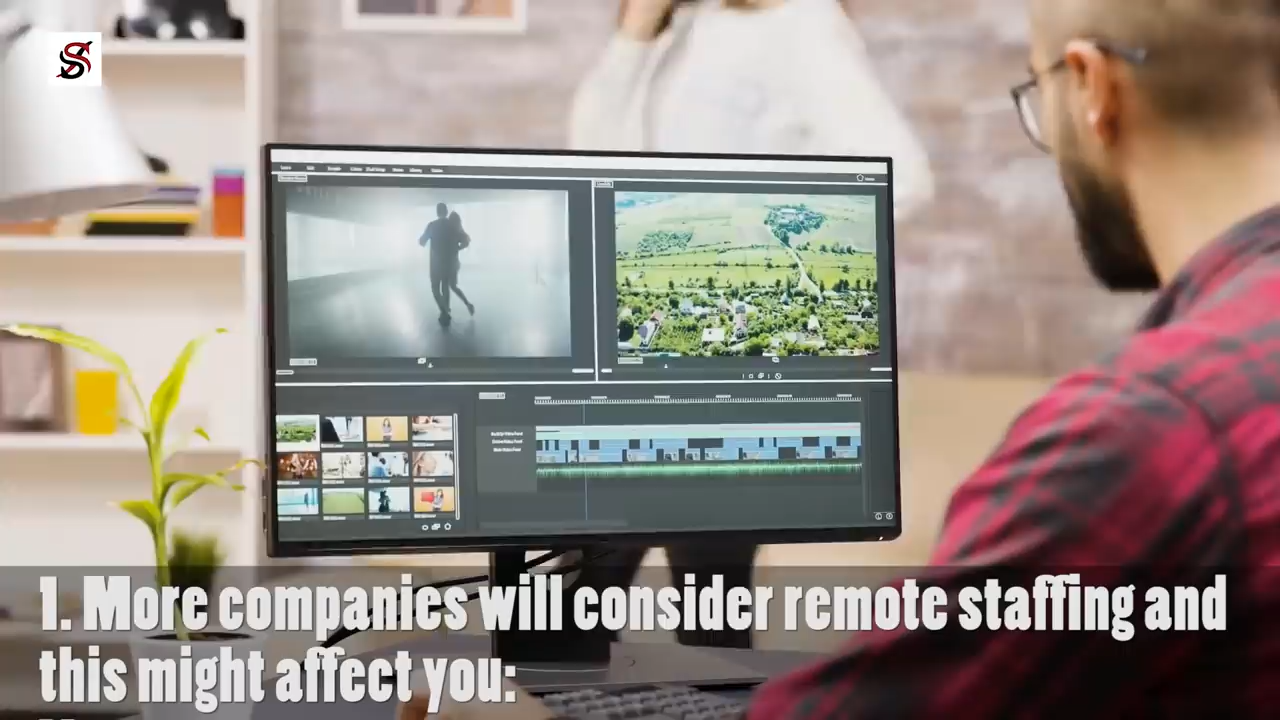 1. More companies will consider remote staffing and
this might affect you: